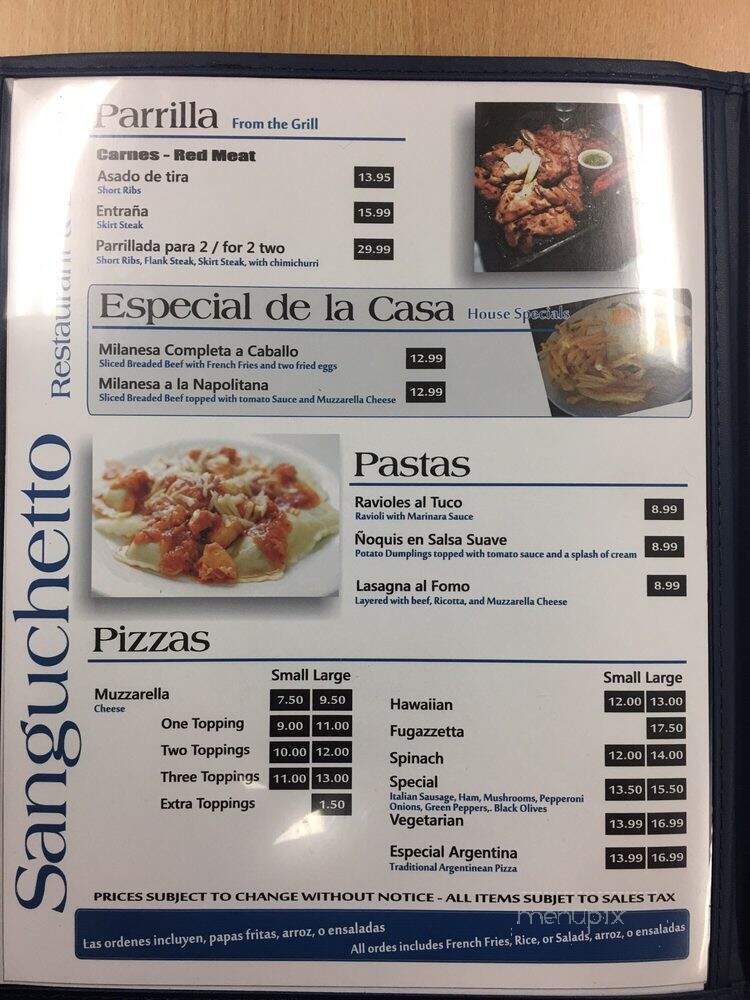 Parrilla From the Grill
Carnes - Red Meat
Asado de tira 13.95
Short Ribs
Entraña 15.99
Skirt Steak
Parrillada para 2 / for 2 two 29.99
Short Ribs, Flank Steak, Skirt Steak, with chimichurri
Especial de la Casa House Specials
Milanesa Completa a Caballo 12.99
Sliced Breaded Beef with French Fries and two fried eggs
Milanesa a la Napolitana 12.99
Sliced Breaded Beef topped with tomato Sauce and Muzzarella Cheese
Pastas
Ravioles al Tuco 8.99
Ravioli with Marinara Sauce
Ñoquis en Salsa Suave 8.99
Potato Dumplings topped with tomato sauce and a splash of cream
Lasagna al Fomo 8.99
Layered with beef, Ricotta, and Muzzarella Cheese
Pizzas
Small Large
Muzzarella 7.50 9.50
Cheese
One Topping 9.00 11.00
Two Toppings 10.00 12.00
Three Toppings 11.00 13.00
Extra Toppings 1.50
Small Large
Hawaiian 12.00 13.00
Fugazzetta 17.50
Spinach 12.00 14.00
Special 13.50 15.50
Italian Sausage, Ham, Mushrooms, Pepperoni
Onions, Green Peppers,. Black Olives
Vegetarian 13.99 16.99
Especial Argentina 13.99 16.99
Traditional Argentinean Pizza
PRICES SUBJECT TO CHANGE WITHOUT NOTICE - ALL ITEMS SUBJET TO SALES TAX
menupix
Las ordenes incluyen, papas fritas, arroz, o ensaladas
All ordes includes French Fries, Rice, or Salads, arroz, o ensaladas
Sanguchetto
Restaurant &